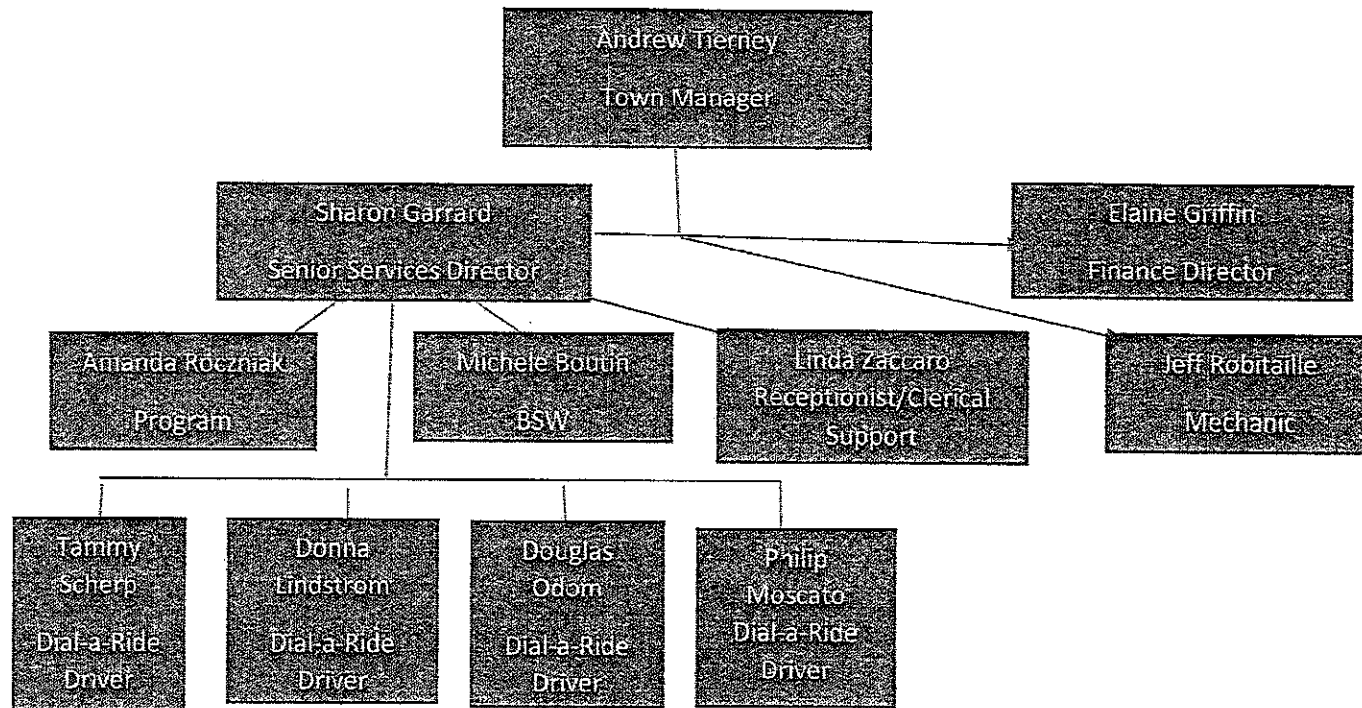 Andrew Tierney
Town Manager
Sharon Garrard
Senior Services Director
Elaine Griffin
Finance Director
Amanda Roczniak
Program
Michele Boutin
BSW
Linda Zaccaro
Receptionist/Clerical
Support
Jeff Robitaille
Mechanic
Tammy
Scherp
Dial-a-Ride
Driver
Donna
Lindstrom
Dial-a-Ride
Driver
Douglas
Odom
Dial-a-Ride
Driver
Philip
Moscato
Dial-a-Ride
Driver